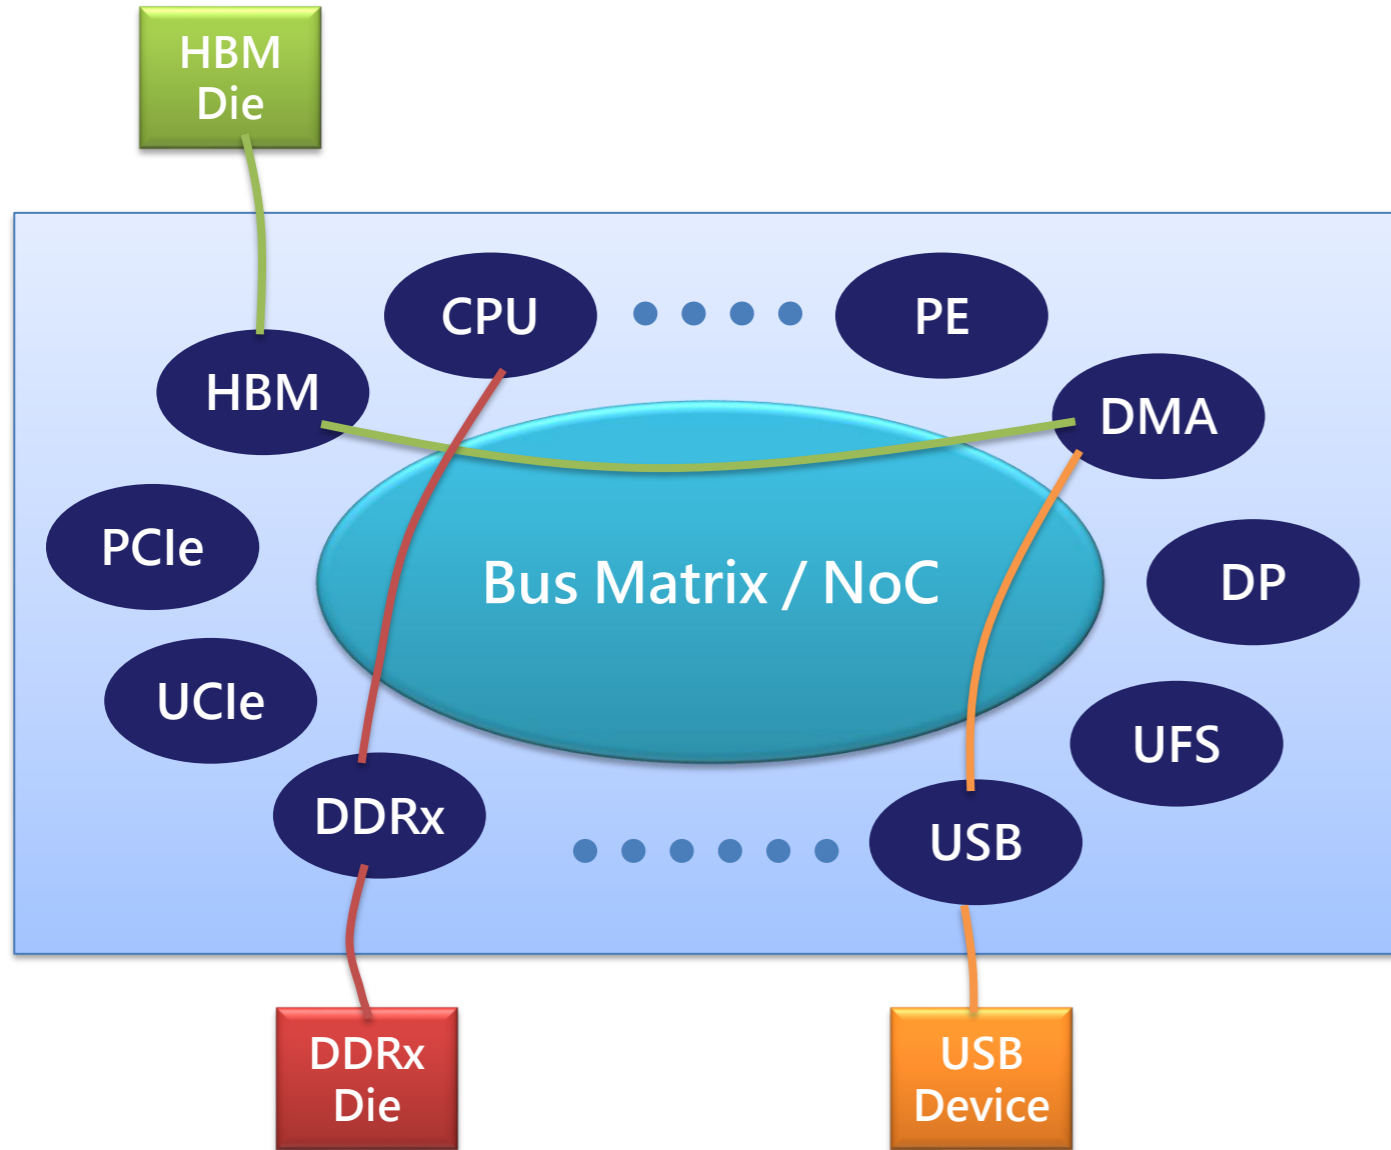 HBM
Die
CPU
PE
HBM
DMA
PCIe
Bus Matrix / NoC
DP
UCIe
UFS
DDRx
USB
DDRx
Die
USB
Device